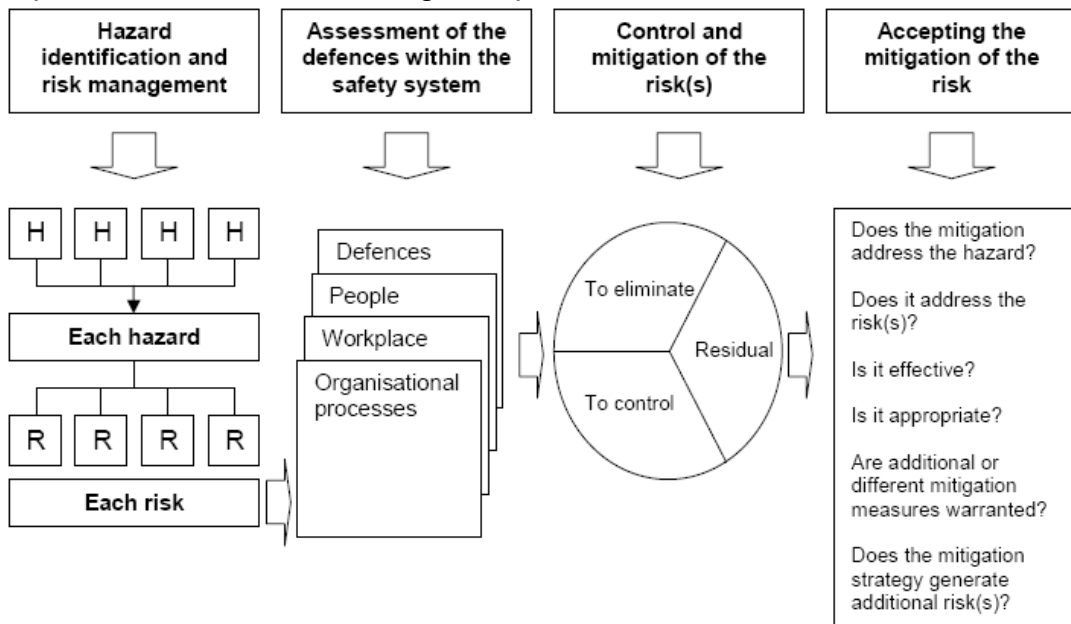 Hazard
identification and
risk management
Assessment of the
defences within the
safety system
Control and
mitigation of the
risk(s)
Accepting the
mitigation of the
risk
H H H H
Each hazard
R R R R
Each risk
Defences
People
Workplace
Organisational
processes
To eliminate
Residual
To control
Does the mitigation
address the hazard?
Does it address the
risk(s)?
Is it effective?
Is it appropriate?
Are additional or
different mitigation
measures warranted?
Does the mitigation
strategy generate
additional risk(s)?